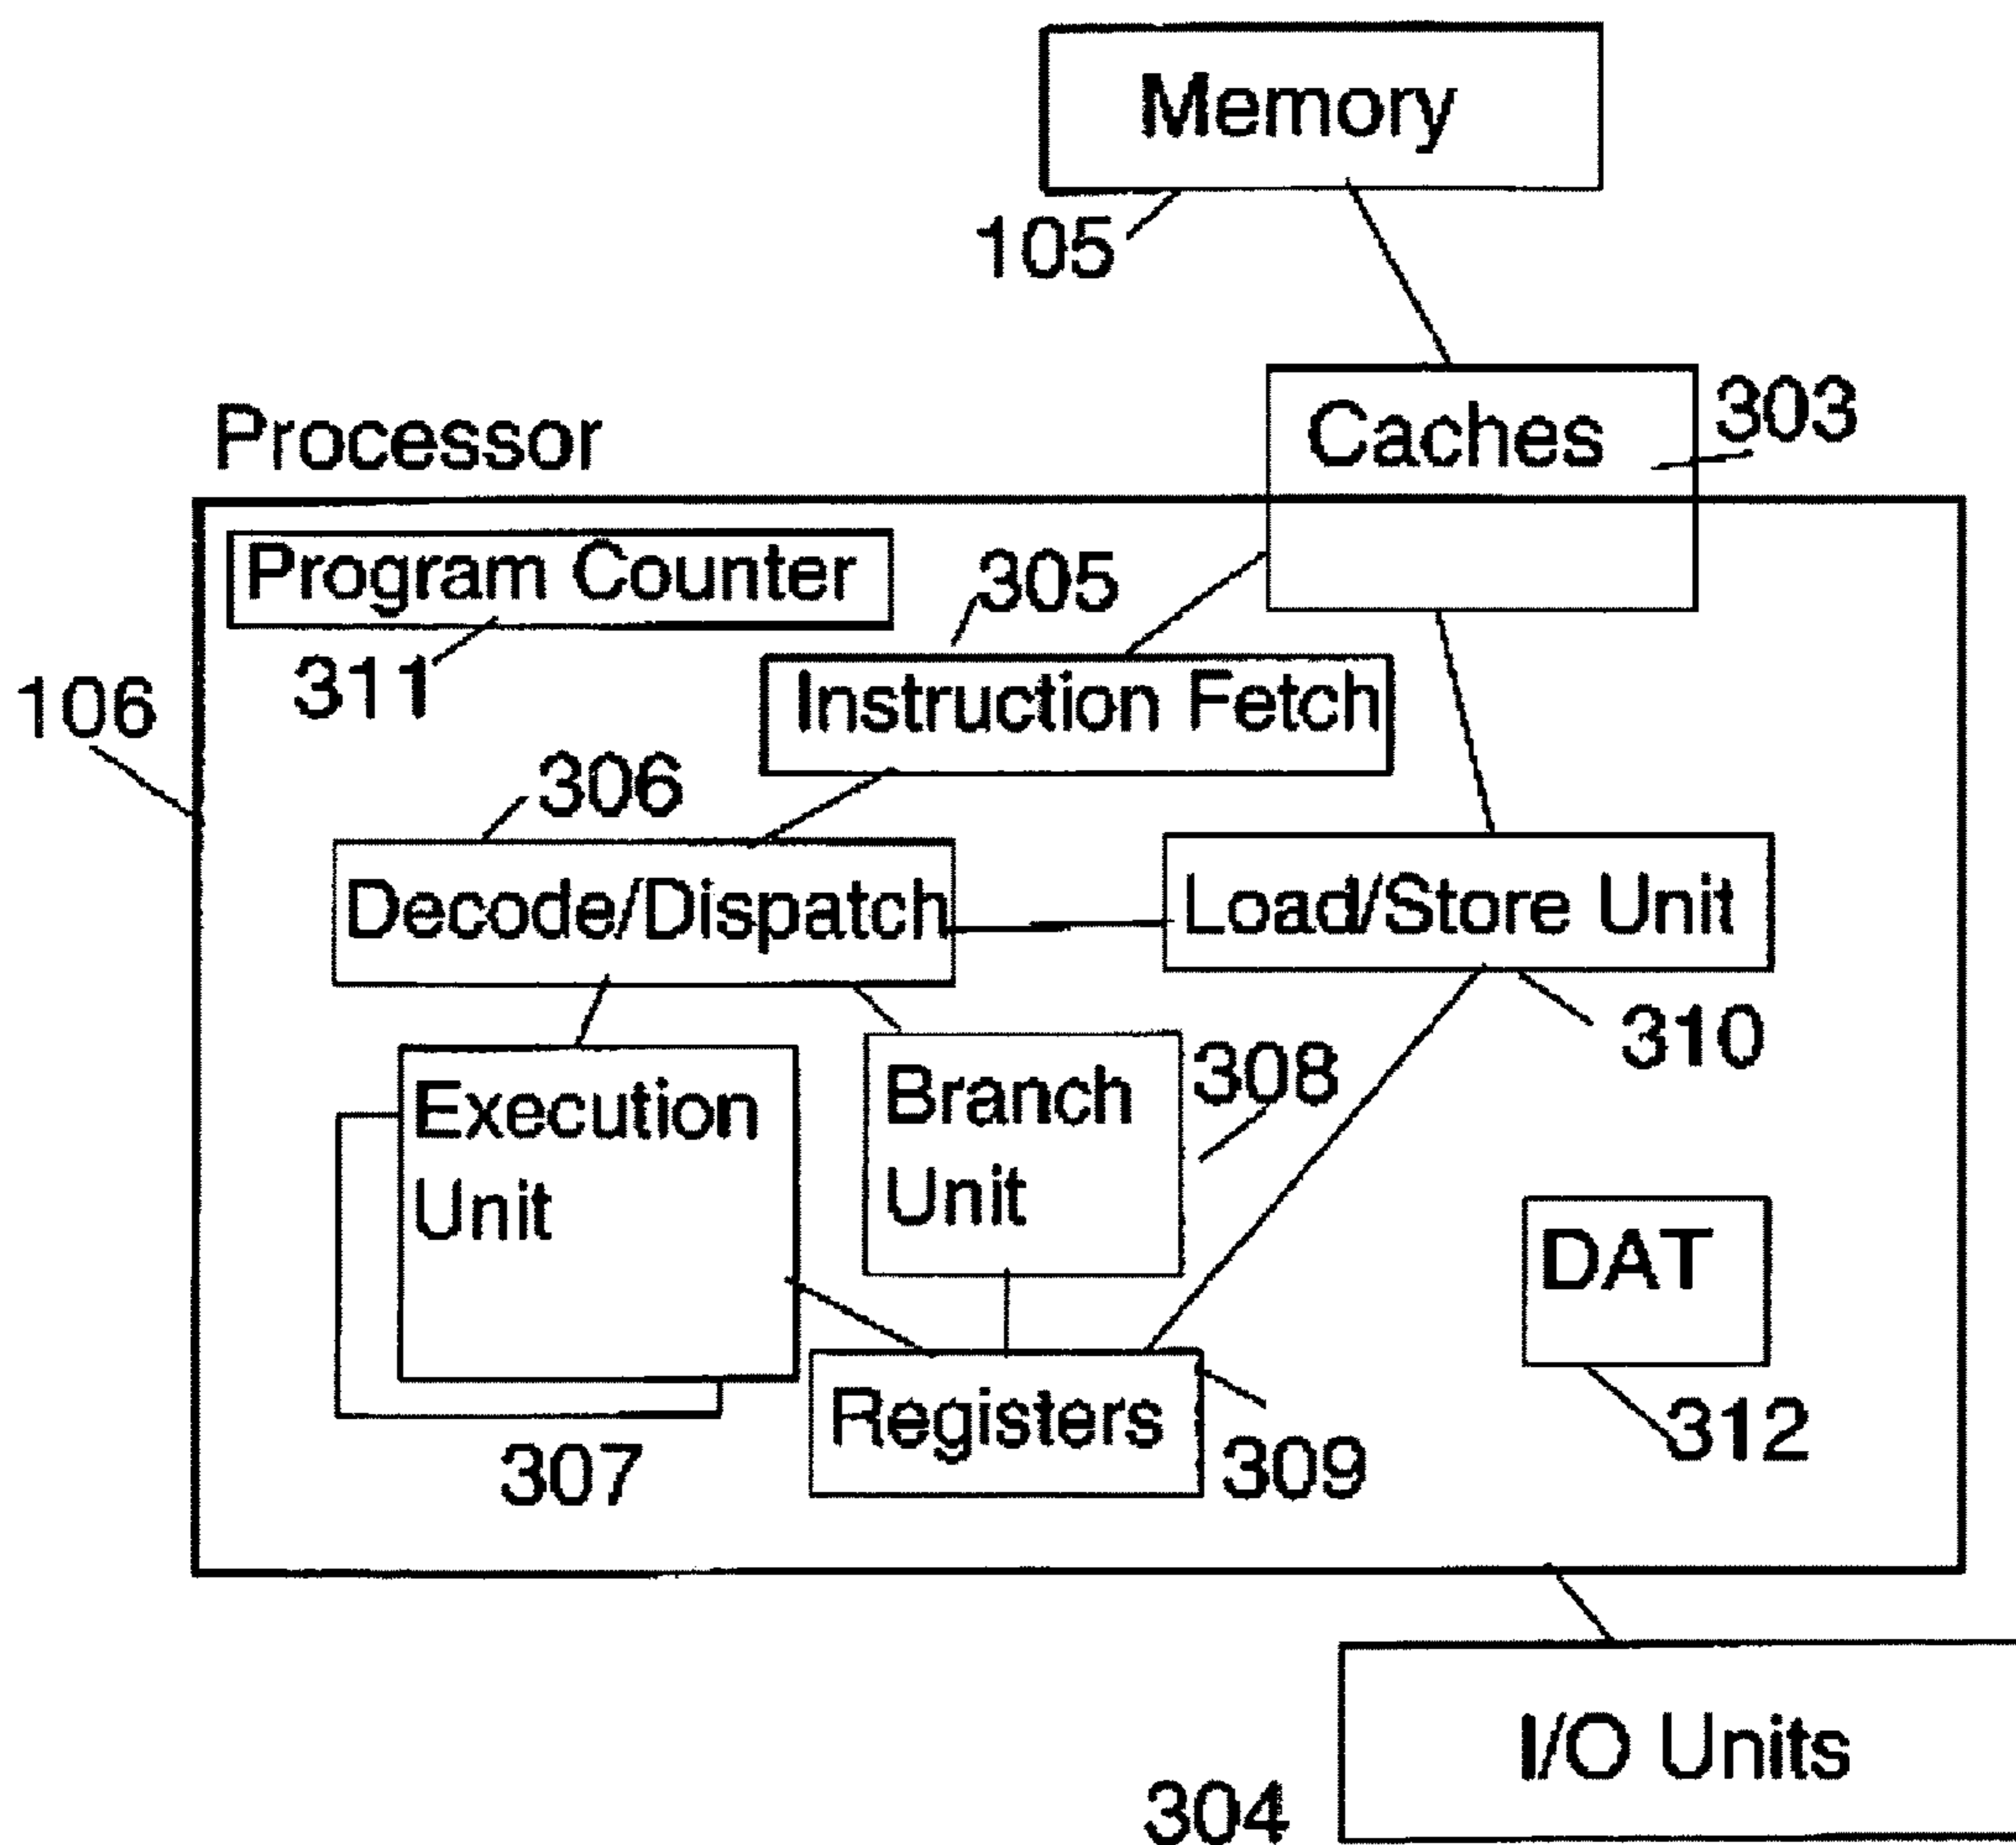 Memory
105
Caches
303
Processor
Program Counter
305
311
Instruction Fetch
106
306
Decode/Dispatch
Load/Store Unit
310
Execution
Unit
Branch
Unit
308
DAT
Registers
312
307
309
I/O Units
304